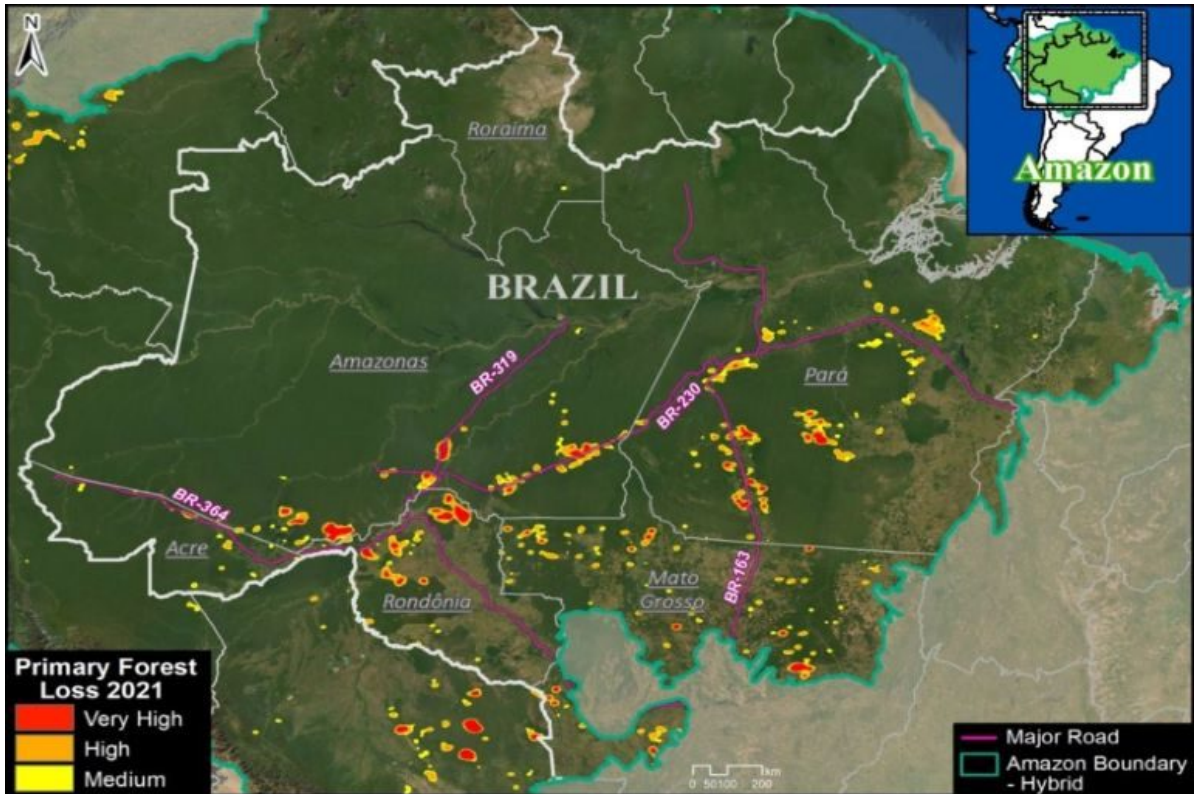 N
Amazon
Roraima
BRAZIL
Amazonas
BR-319
Pará
BR-230
BR-364
Acre
Mato
Grosso
BR-163
Rondônia
Primary Forest
Loss 2021
Very High
High
Medium
0 50100 200 km
Major Road
Amazon Boundary
- Hybrid